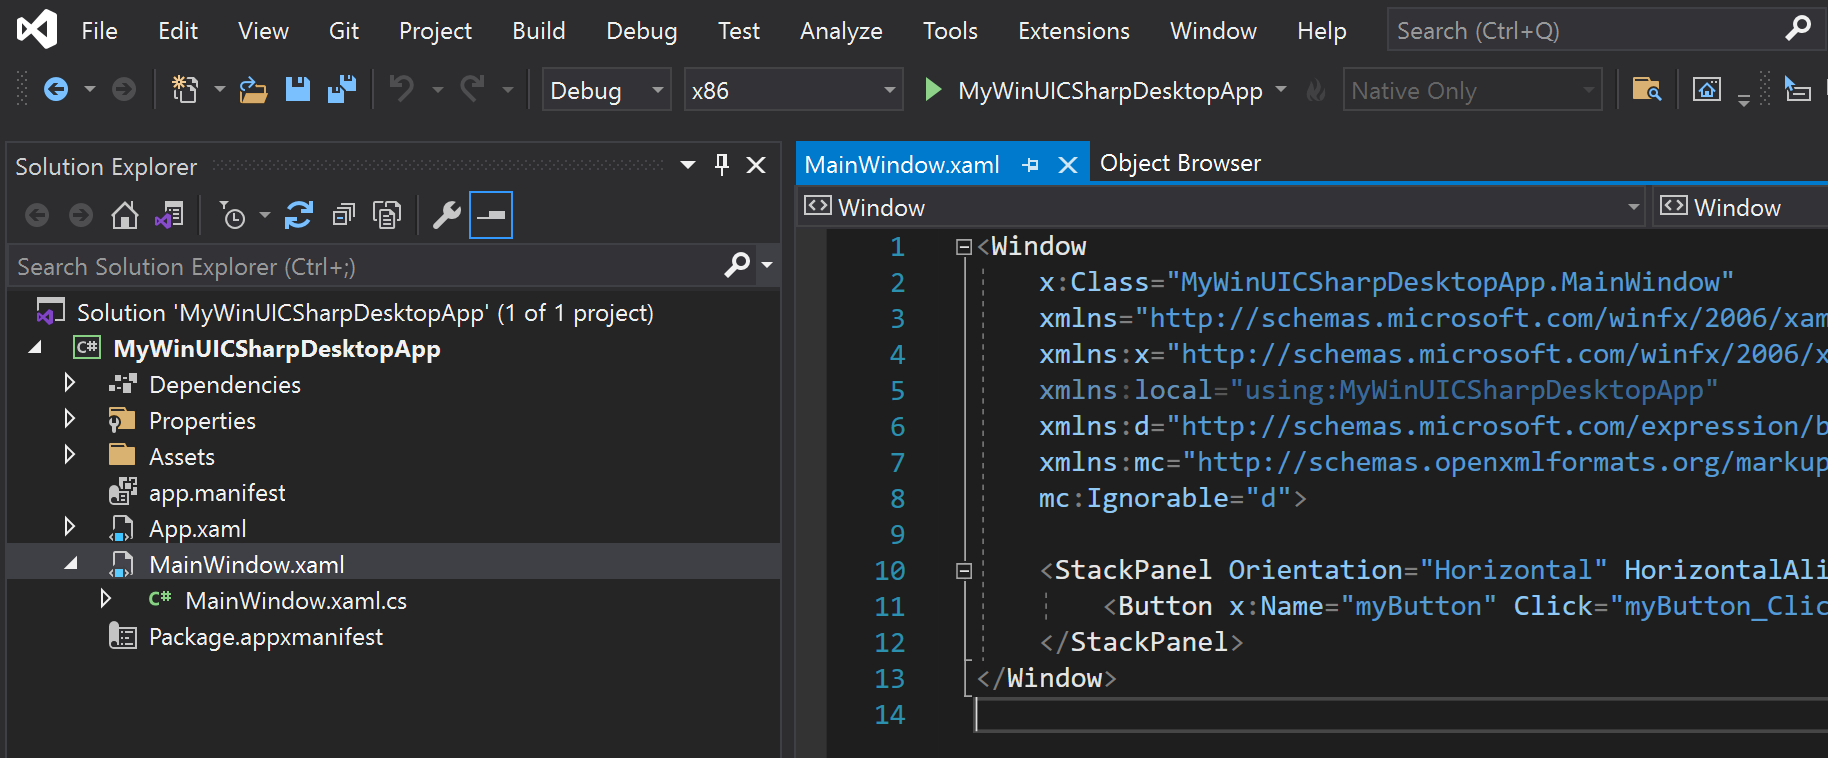 File Edit View Git Project Build Debug Test Analyze Tools Extensions Window Help Search (Ctrl+Q)
Debug x86 MyWinUICSharpDesktopApp Native Only
Solution Explorer
Search Solution Explorer (Ctrl+;)
Solution 'MyWinUICSharpDesktopApp' (1 of 1 project)
C# MyWinUICSharpDesktopApp
Dependencies
Properties
Assets
app.manifest
App.xaml
MainWindow.xaml
C# MainWindow.xaml.cs
Package.appxmanifest
MainWindow.xaml Object Browser
Window Window
1 <Window
2 x:Class="MyWinUICSharpDesktopApp.MainWindow"
3 xmlns="http://schemas.microsoft.com/winfx/2006/xam
4 xmlns:x="http://schemas.microsoft.com/winfx/2006/x
5 xmlns:local="using:MyWinUICSharpDesktopApp"
6 xmlns:d="http://schemas.microsoft.com/expression/b
7 xmlns:mc="http://schemas.openxmlformats.org/markup
8 mc:Ignorable="d">
9
10 <StackPanel Orientation="Horizontal" HorizontalAli
11 <Button x:Name="myButton" Click="myButton_Clic
12 </StackPanel>
13 </Window>
14